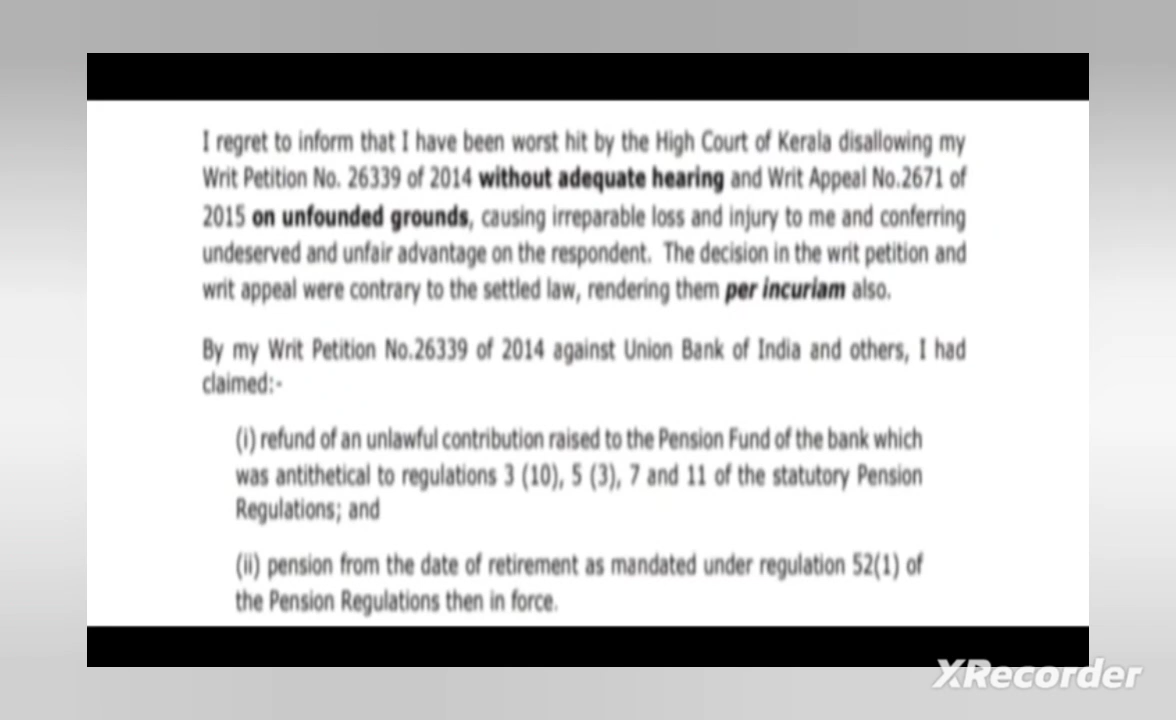 I regret to inform that I have been worst hit by the High Court of Kerala disallowing my
Writ Petition No. 26339 of 2014 without adequate hearing and Writ Appeal No.2671 of
2015 on unfounded grounds, causing irreparable loss and injury to me and conferring
undeserved and unfair advantage on the respondent. The decision in the writ petition and
writ appeal were contrary to the settled law, rendering them per incuriam also.
By my Writ Petition No.26339 of 2014 against Union Bank of India and others, I had
claimed:-
(i) refund of an unlawful contribution raised to the Pension Fund of the bank which
was antithetical to regulations 3 (10), 5 (3), 7 and 11 of the statutory Pension
Regulations; and
(ii) pension from the date of retirement as mandated under regulation 52(1) of
the Pension Regulations then in force.
XRecorder